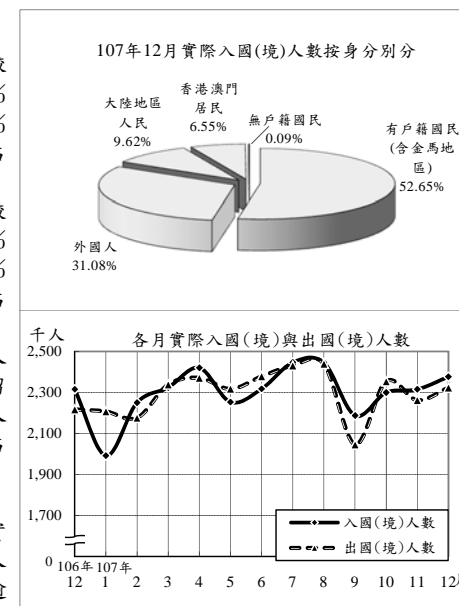 107年12月實際入國(境)人數按身分別分
香港澳門
居民
6.55%
大陸地區
人民
9.62%
無戶籍國民
0.09%
有戶籍國民
(含金馬地
區)
52.65%
外國人
31.08%
千人
各月實際入國(境)與出國(境)人數
2,500
2,300
2,100
1,900
1,700
0
入國(境)人數
出國(境)人數
106年 107年
12 1 2 3 4 5 6 7 8 9 10 11 12